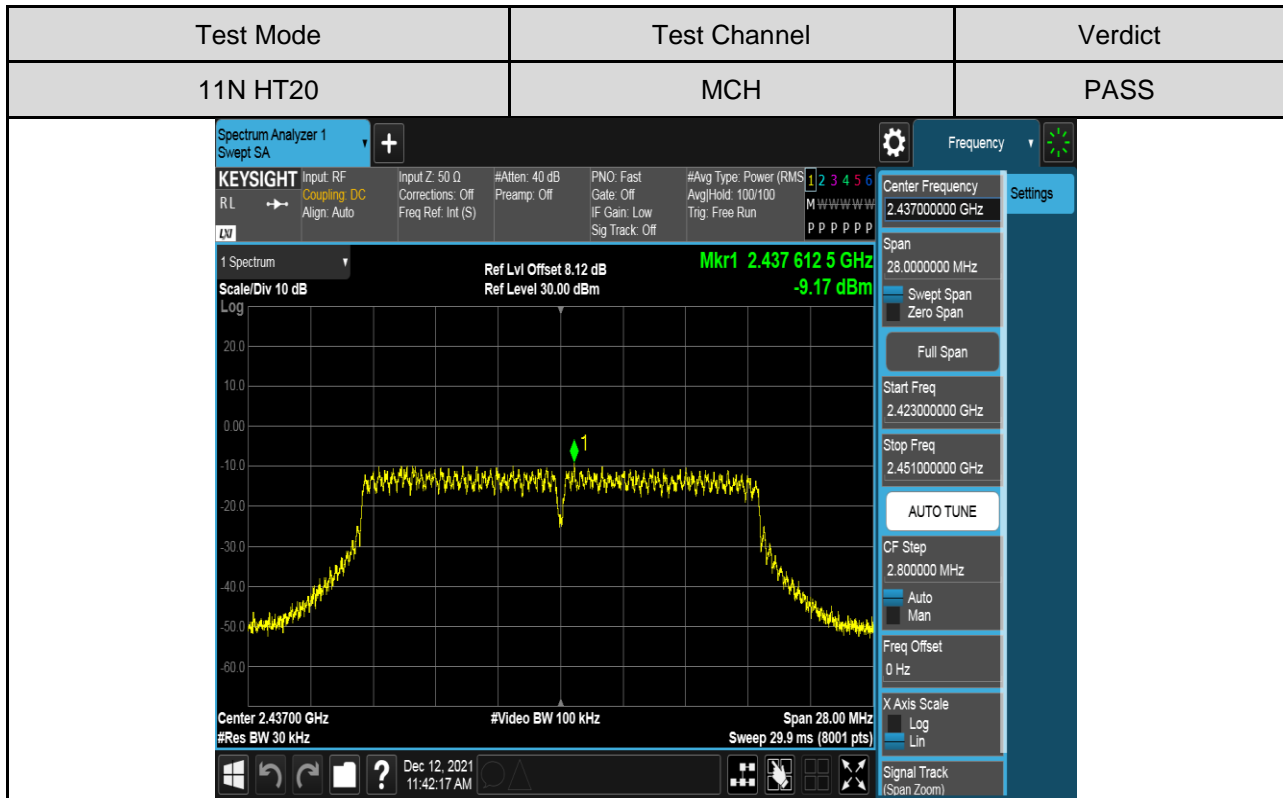 Test Mode Test Channel Verdict
11N HT20 MCH PASS
Spectrum Analyzer 1
Swept SA
+
Frequency
KEYSIGHT
RL
LXI
Input: RF
Coupling: DC
Align: Auto
Input Z: 50 Ω
Corrections: Off
Freq Ref: Int (S)
#Atten: 40 dB
Preamp: Off
PNO: Fast
Gate: Off
IF Gain: Low
Sig Track: Off
#Avg Type: Power (RMS
Avg|Hold: 100/100
Trig: Free Run
1 2 3 4 5 6
M W W W W W
P P P P P P
1 Spectrum
Scale/Div 10 dB
Ref Lvl Offset 8.12 dB
Ref Level 30.00 dBm
Mkr1 2.437 612 5 GHz
-9.17 dBm
Log
20.0
10.0
0.00
-10.0
-20.0
-30.0
-40.0
-50.0
-60.0
1
Center 2.43700 GHz
#Res BW 30 kHz
#Video BW 100 kHz
Span 28.00 MHz
Sweep 29.9 ms (8001 pts)
?
Dec 12, 2021
11:42:17 AM
Center Frequency
2.437000000 GHz
Span
28.0000000 MHz
Swept Span
Zero Span
Full Span
Start Freq
2.423000000 GHz
Stop Freq
2.451000000 GHz
AUTO TUNE
CF Step
2.800000 MHz
Auto
Man
Freq Offset
0 Hz
X Axis Scale
Log
Lin
Signal Track
(Span Zoom)
Settings